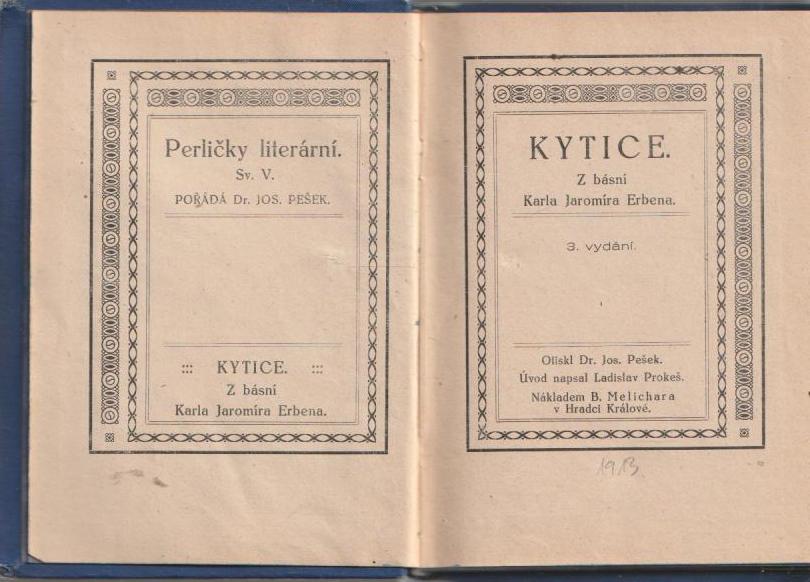 Perličky literární.
Sv. V.
POŘÁDÁ Dr. JOS. PEŠEK.
::: KYTICE. :::
Z básní
Karla Jaromíra Erbena.
KYTICE.
Z básní
Karla Jaromíra Erbena.
3. vydání.
Otiskl Dr. Jos. Pešek.
Úvod napsal Ladislav Prokeš.
Nákladem B. Melichara
v Hradci Králové.
1913